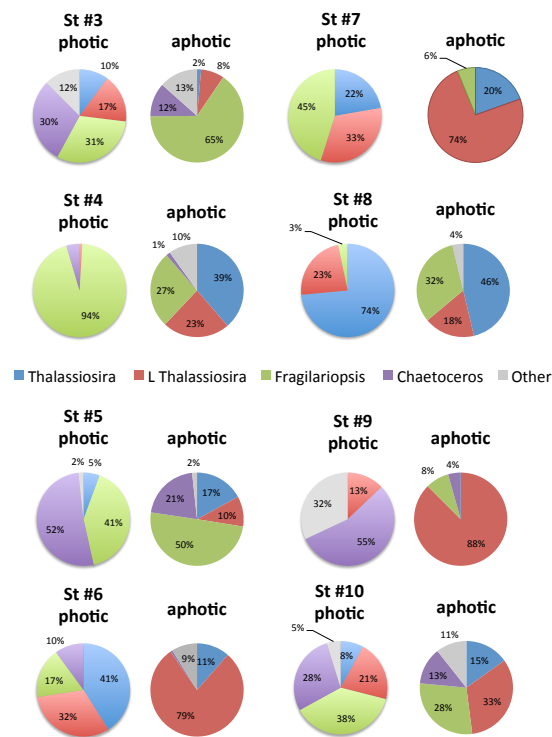 St #3
photic
aphotic
10%
17%
31%
30%
12%
2%
8%
65%
12%
13%
St #7
photic
aphotic
22%
33%
45%
6%
20%
74%
St #4
photic
aphotic
94%
1%
10%
39%
23%
27%
St #8
photic
aphotic
3%
23%
74%
4%
46%
18%
32%
Thalassiosira L Thalassiosira Fragilariopsis Chaetoceros Other
St #5
photic
aphotic
2%
5%
41%
52%
2%
17%
10%
50%
21%
St #9
photic
aphotic
13%
55%
32%
8%
4%
88%
St #6
photic
aphotic
10%
41%
32%
17%
9%
11%
79%
St #10
photic
aphotic
5%
8%
21%
38%
28%
11%
15%
33%
28%
13%